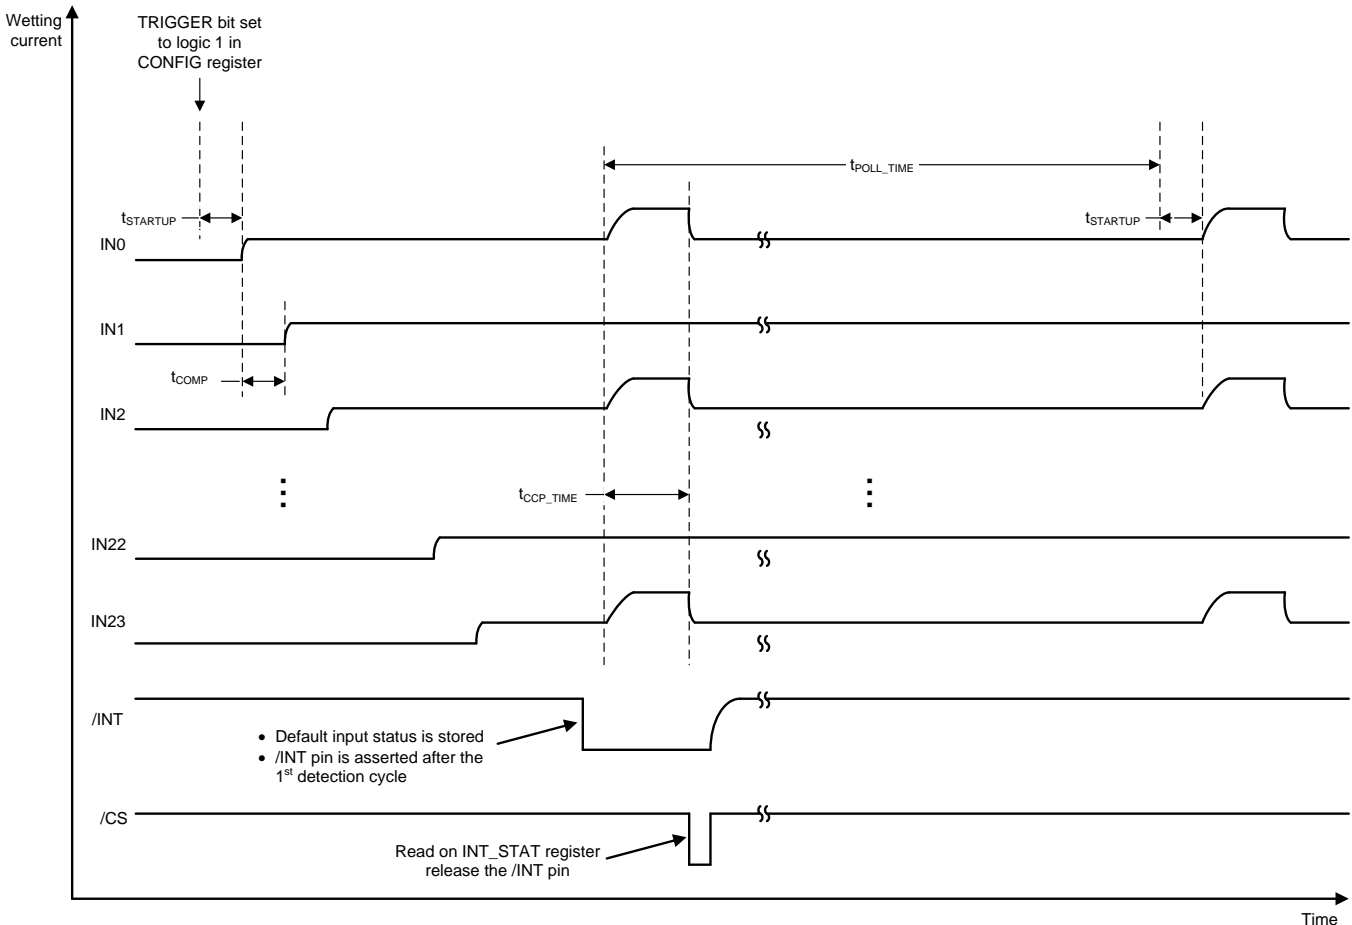 Wetting
current
TRIGGER bit set
to logic 1 in
CONFIG register
tPOLL_TIME
tSTARTUP
tSTARTUP
IN0
IN1
tCOMP
IN2
tCCP_TIME
IN22
IN23
/INT
• Default input status is stored
• /INT pin is asserted after the
1st detection cycle
/CS
Read on INT_STAT register
release the /INT pin
Time